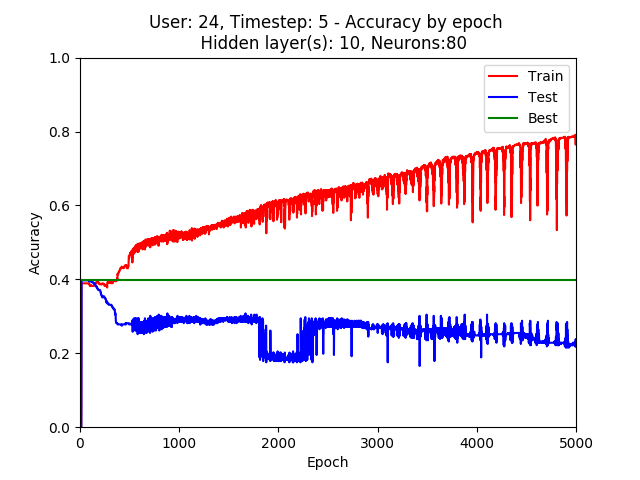 User: 24, Timestep: 5 - Accuracy by epoch
Hidden layer(s): 10, Neurons:80
Train
Test
Best
1.0
0.8
0.6
0.4
0.2
0.0
Accuracy
0 1000 2000 3000 4000 5000
Epoch